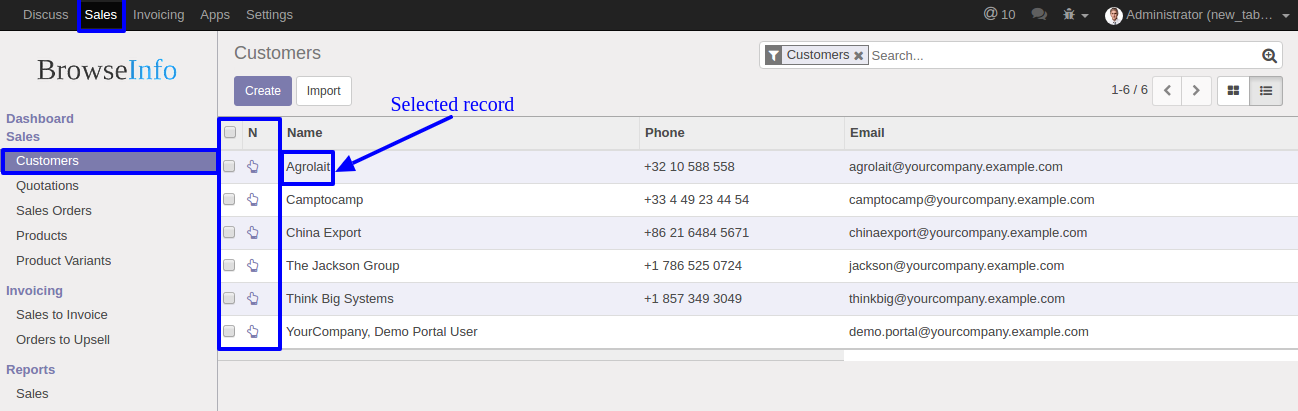 Discuss Sales Invoicing Apps Settings @ 10 Administrator (new_tab…
BrowseInfo
Dashboard
Sales
Customers
Quotations
Sales Orders
Products
Product Variants
Invoicing
Sales to Invoice
Orders to Upsell
Reports
Sales
Customers
Customers Search...
Create Import
1-6 / 6
Selected record
N Name Phone Email
Agrolait +32 10 588 558 agrolait@yourcompany.example.com
Camptocamp +33 4 49 23 44 54 camptocamp@yourcompany.example.com
China Export +86 21 6484 5671 chinaexport@yourcompany.example.com
The Jackson Group +1 786 525 0724 jackson@yourcompany.example.com
Think Big Systems +1 857 349 3049 thinkbig@yourcompany.example.com
YourCompany, Demo Portal User demo.portal@yourcompany.example.com